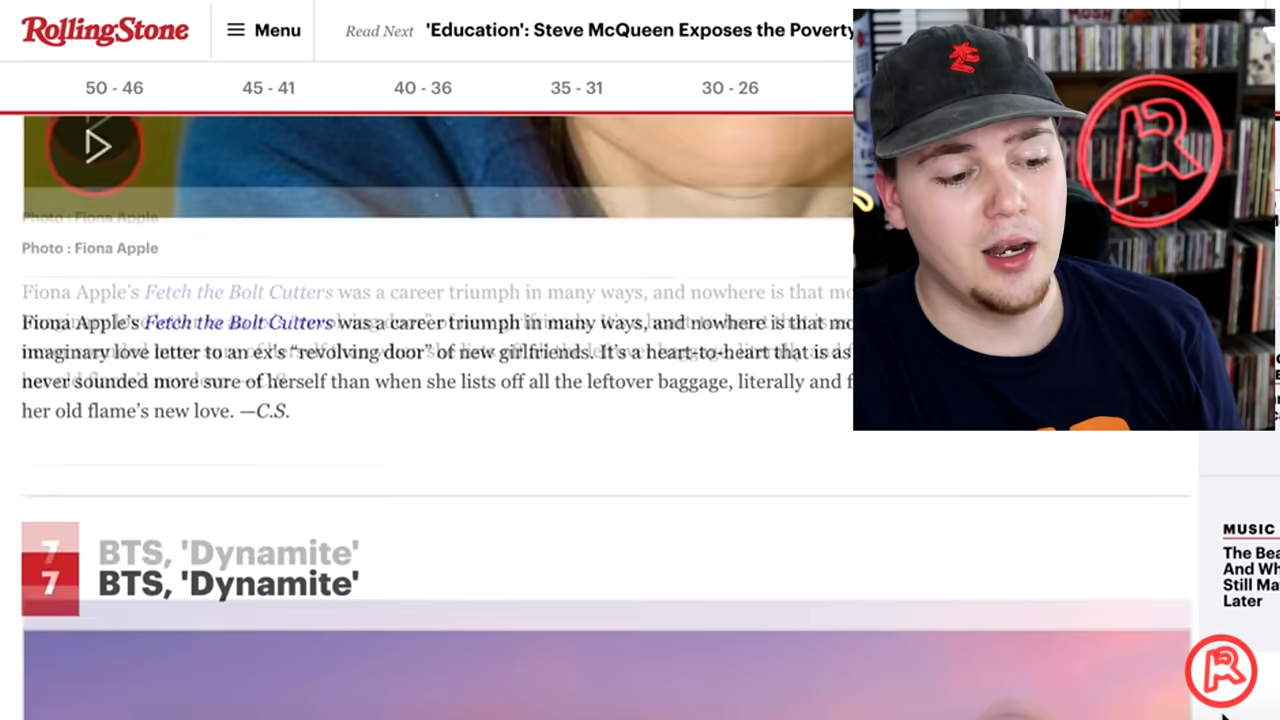 RollingStone
Menu
Read Next 'Education': Steve McQueen Exposes the Poverty
50 - 46
45 - 41
40 - 36
35 - 31
30 - 26
MOSH
R
Photo : Fiona Apple
Photo : Fiona Apple
Fiona Apple's Fetch the Bolt Cutters was a career triumph in many ways, and nowhere is that mo
Fiona Apple's Fetch the Bolt Cutters was a career triumph in many ways, and nowhere is that mo
imaginary love letter to an ex's “revolving door” of new girlfriends. It's a heart-to-heart that is as
never sounded more sure of herself than when she lists off all the leftover baggage, literally and f
her old flame's new love. —C.S.
7 BTS, 'Dynamite'
7 BTS, 'Dynamite'
MUSIC
The Bea
And Wh
Still Ma
Later
R